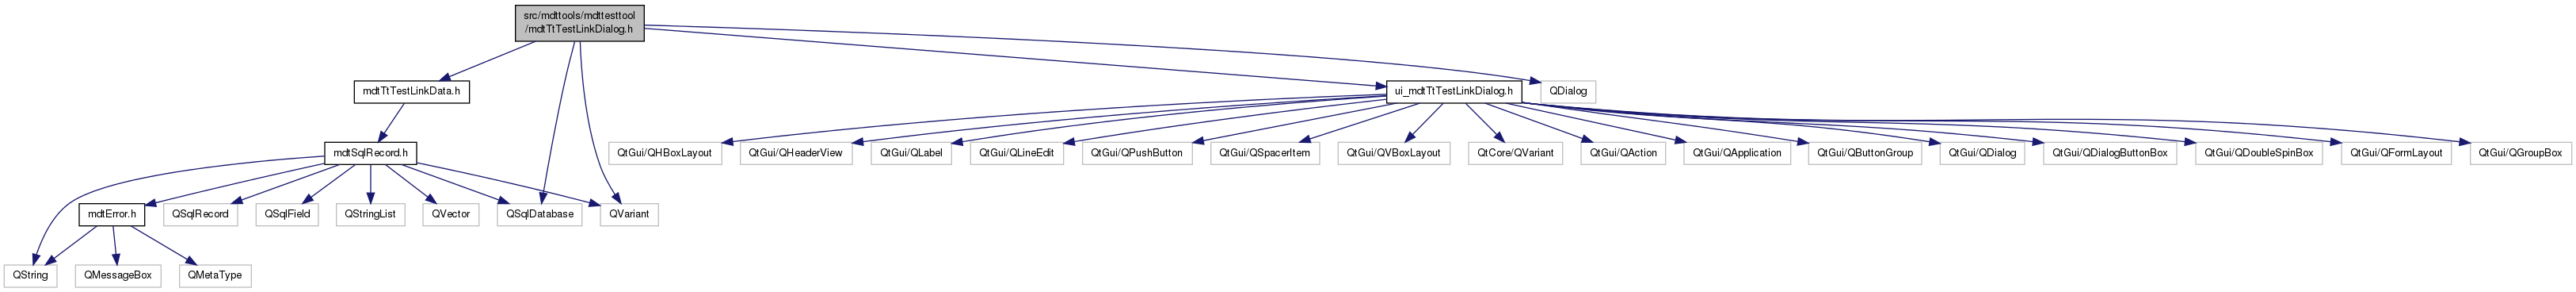 src/mdttools/mdttesttool
/mdtTtTestLinkDialog.h
mdtTtTestLinkData.h
ui_mdtTtTestLinkDialog.h
QDialog
mdtSqlRecord.h
QtGui/QHBoxLayout
QtGui/QHeaderView
QtGui/QLabel
QtGui/QLineEdit
QtGui/QPushButton
QtGui/QSpacerItem
QtGui/QVBoxLayout
QtCore/QVariant
QtGui/QAction
QtGui/QApplication
QtGui/QButtonGroup
QtGui/QDialog
QtGui/QDialogButtonBox
QtGui/QDoubleSpinBox
QtGui/QFormLayout
QtGui/QGroupBox
mdtError.h
QSqlRecord
QSqlField
QStringList
QVector
QSqlDatabase
QVariant
QString
QMessageBox
QMetaType